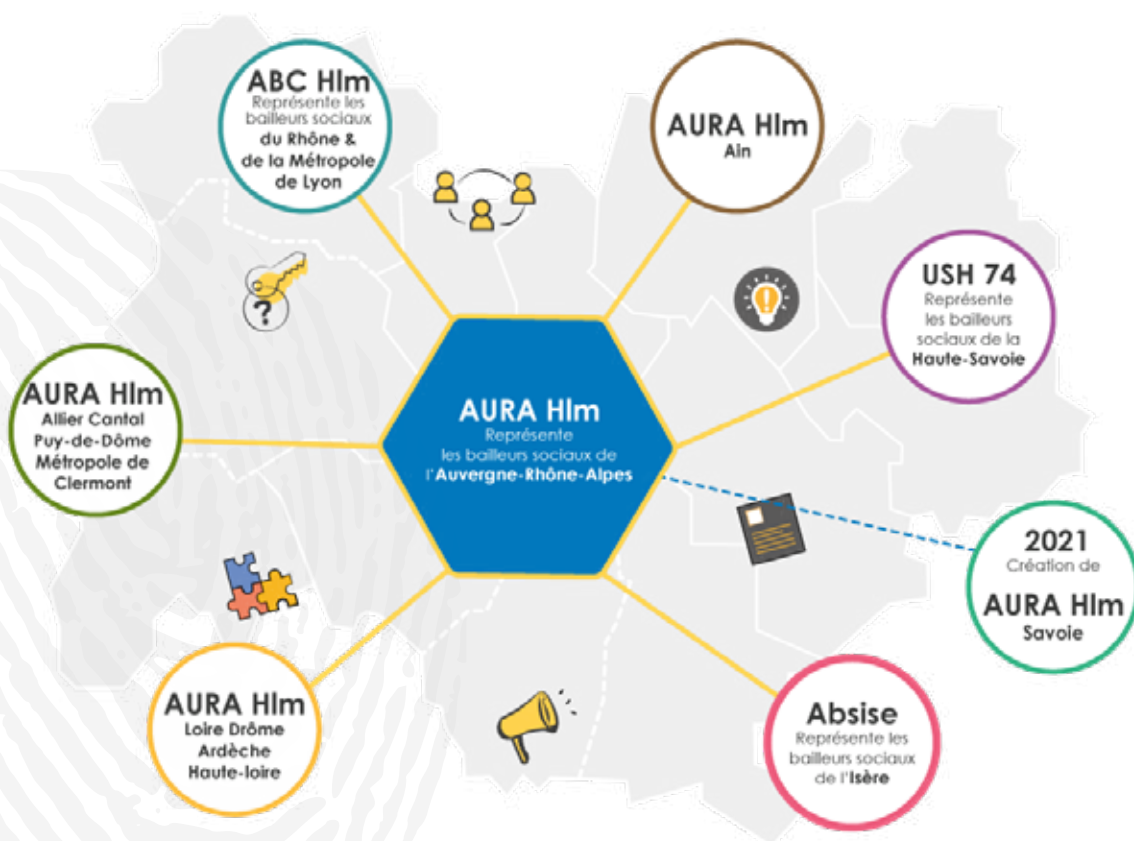 ABC Hlm
Représente les
bailleurs sociaux
du Rhône &
de la Métropole
de Lyon
AURA Hlm
Ain
USH 74
Représente
les bailleurs
sociaux de la
Haute-Savoie
?
AURA Hlm
Allier Cantal
Puy-de-Dôme
Métropole de
Clermont
AURA Hlm
Représente
les bailleurs sociaux de
l'Auvergne-Rhône-Alpes
2021
Création de
AURA Hlm
Savoie
AURA Hlm
Loire Drôme
Ardèche
Haute-loire
Absise
Représente les
bailleurs sociaux
de l'Isère